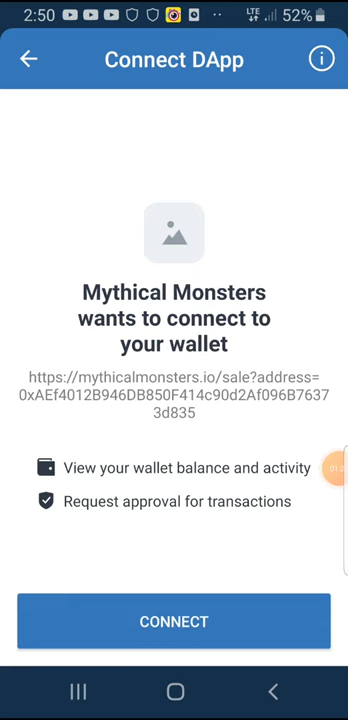 2:50
LTE
52%
Connect DApp
Mythical Monsters
wants to connect to
your wallet
https://mythicalmonsters.io/sale?address=
0xAEf4012B946DB850F414c90d2Af096B7637
3d835
View your wallet balance and activity
Request approval for transactions
CONNECT